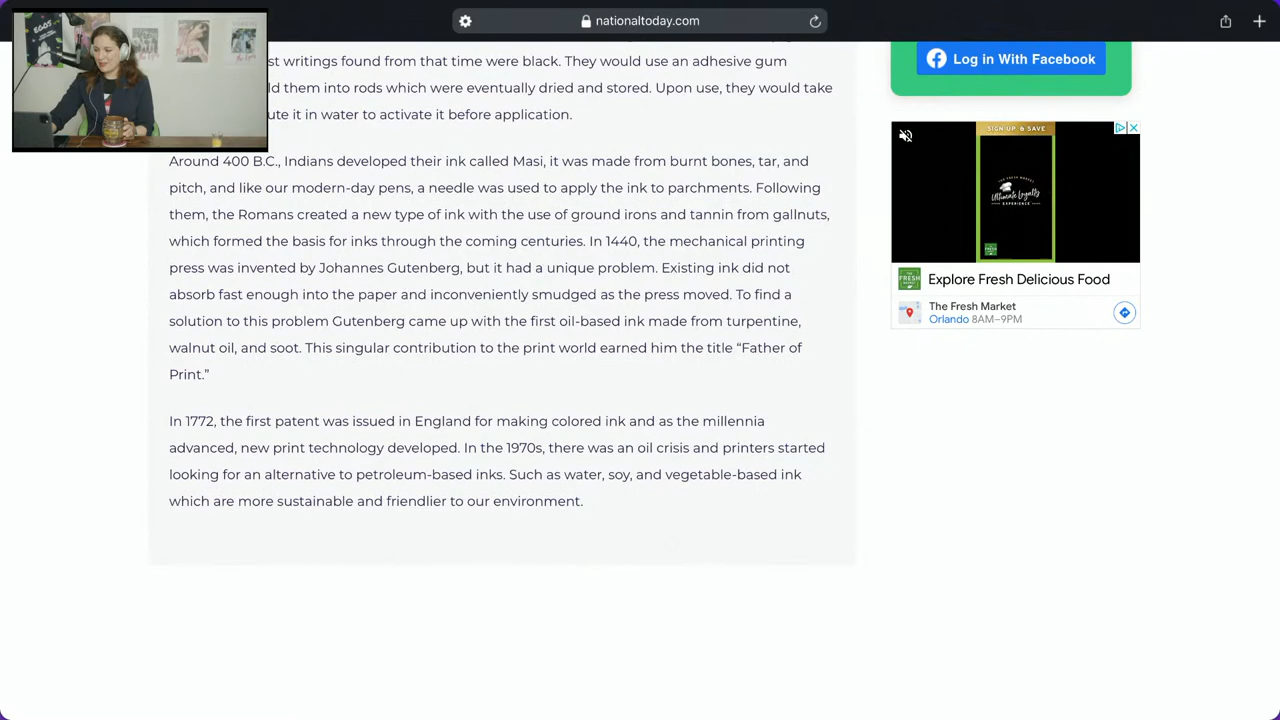 nationaltoday.com
st writings found from that time were black. They would use an adhesive gum
ld them into rods which were eventually dried and stored. Upon use, they would take
ute it in water to activate it before application.
Around 400 B.C., Indians developed their ink called Masi, it was made from burnt bones, tar, and
pitch, and like our modern-day pens, a needle was used to apply the ink to parchments. Following
them, the Romans created a new type of ink with the use of ground irons and tannin from gallnuts,
which formed the basis for inks through the coming centuries. In 1440, the mechanical printing
press was invented by Johannes Gutenberg, but it had a unique problem. Existing ink did not
absorb fast enough into the paper and inconveniently smudged as the press moved. To find a
solution to this problem Gutenberg came up with the first oil-based ink made from turpentine,
walnut oil, and soot. This singular contribution to the print world earned him the title “Father of
Print.”
In 1772, the first patent was issued in England for making colored ink and as the millennia
advanced, new print technology developed. In the 1970s, there was an oil crisis and printers started
looking for an alternative to petroleum-based inks. Such as water, soy, and vegetable-based ink
which are more sustainable and friendlier to our environment.
Log in With Facebook
SIGN UP & SAVE
THE FRESH MARKET
Ultimate Loyalty
EXPERIENCE
Explore Fresh Delicious Food
The Fresh Market
Orlando 8AM–9PM